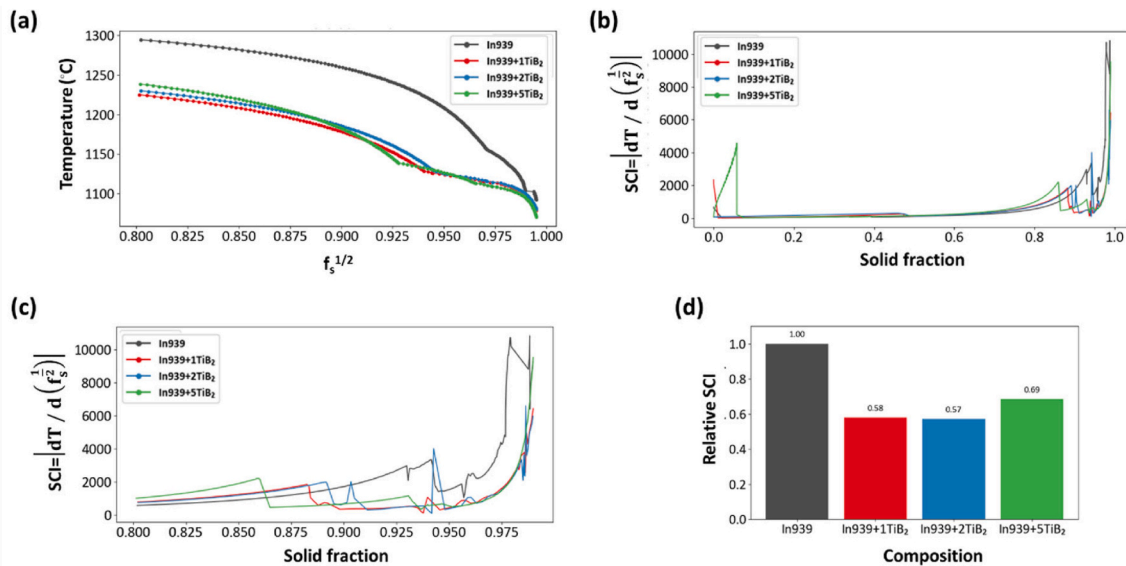 (a)
Temperature (°C)
1300
1250
1200
1150
1100
In939
In939+1TiB₂
In939+2TiB₂
In939+5TiB₂
0.800 0.825 0.850 0.875 0.900 0.925 0.950 0.975 1.000
fₛ^1/2
(b)
SCI=|dT / d (fₛ^1/2)|
10000
8000
6000
4000
2000
0
In939
In939+1TiB₂
In939+2TiB₂
In939+5TiB₂
0.0 0.2 0.4 0.6 0.8 1.0
Solid fraction
(c)
SCI=|dT / d (fₛ^1/2)|
10000
8000
6000
4000
2000
0
In939
In939+1TiB₂
In939+2TiB₂
In939+5TiB₂
0.800 0.825 0.850 0.875 0.900 0.925 0.950 0.975
Solid fraction
(d)
Relative SCI
1.0
0.8
0.6
0.4
0.2
0.0
1.00
0.58
0.57
0.69
In939 In939+1TiB₂ In939+2TiB₂ In939+5TiB₂
Composition